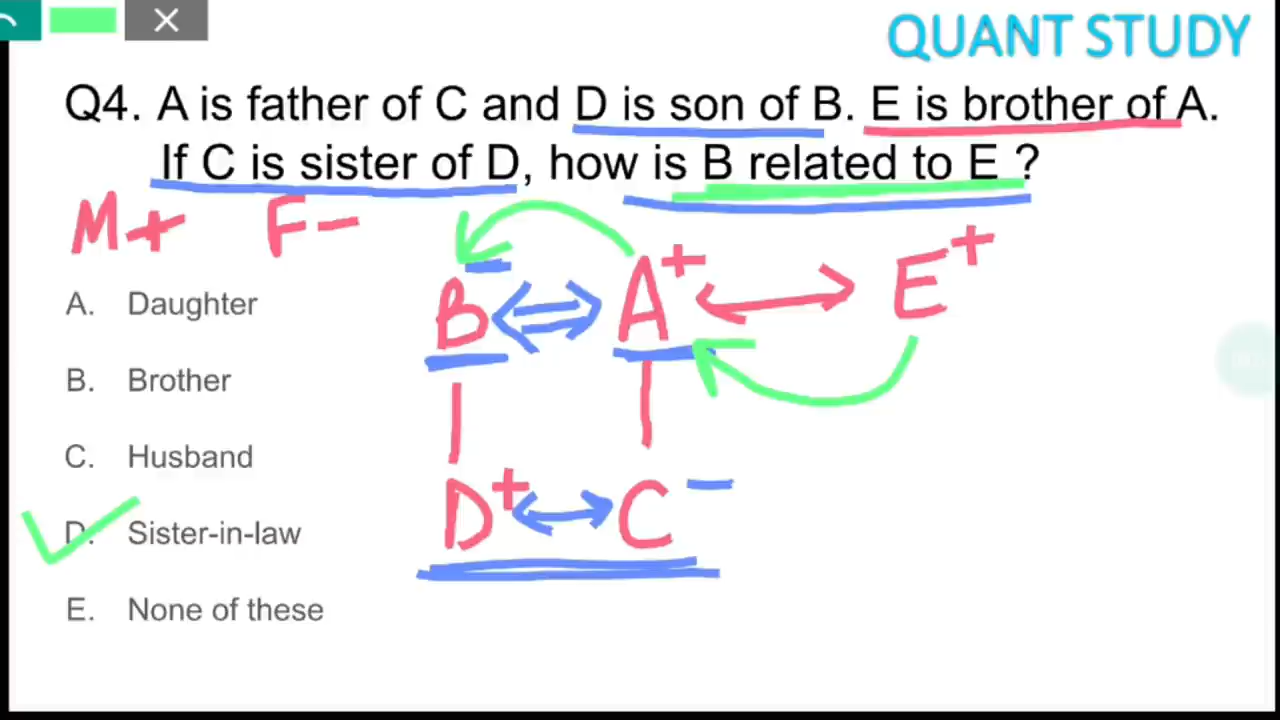 QUANT STUDY
Q4. A is father of C and D is son of B. E is brother of A.
If C is sister of D, how is B related to E ?
M+ F-
B- A+ E+
A. Daughter
B. Brother
C. Husband
D+ C-
D. Sister-in-law
E. None of these